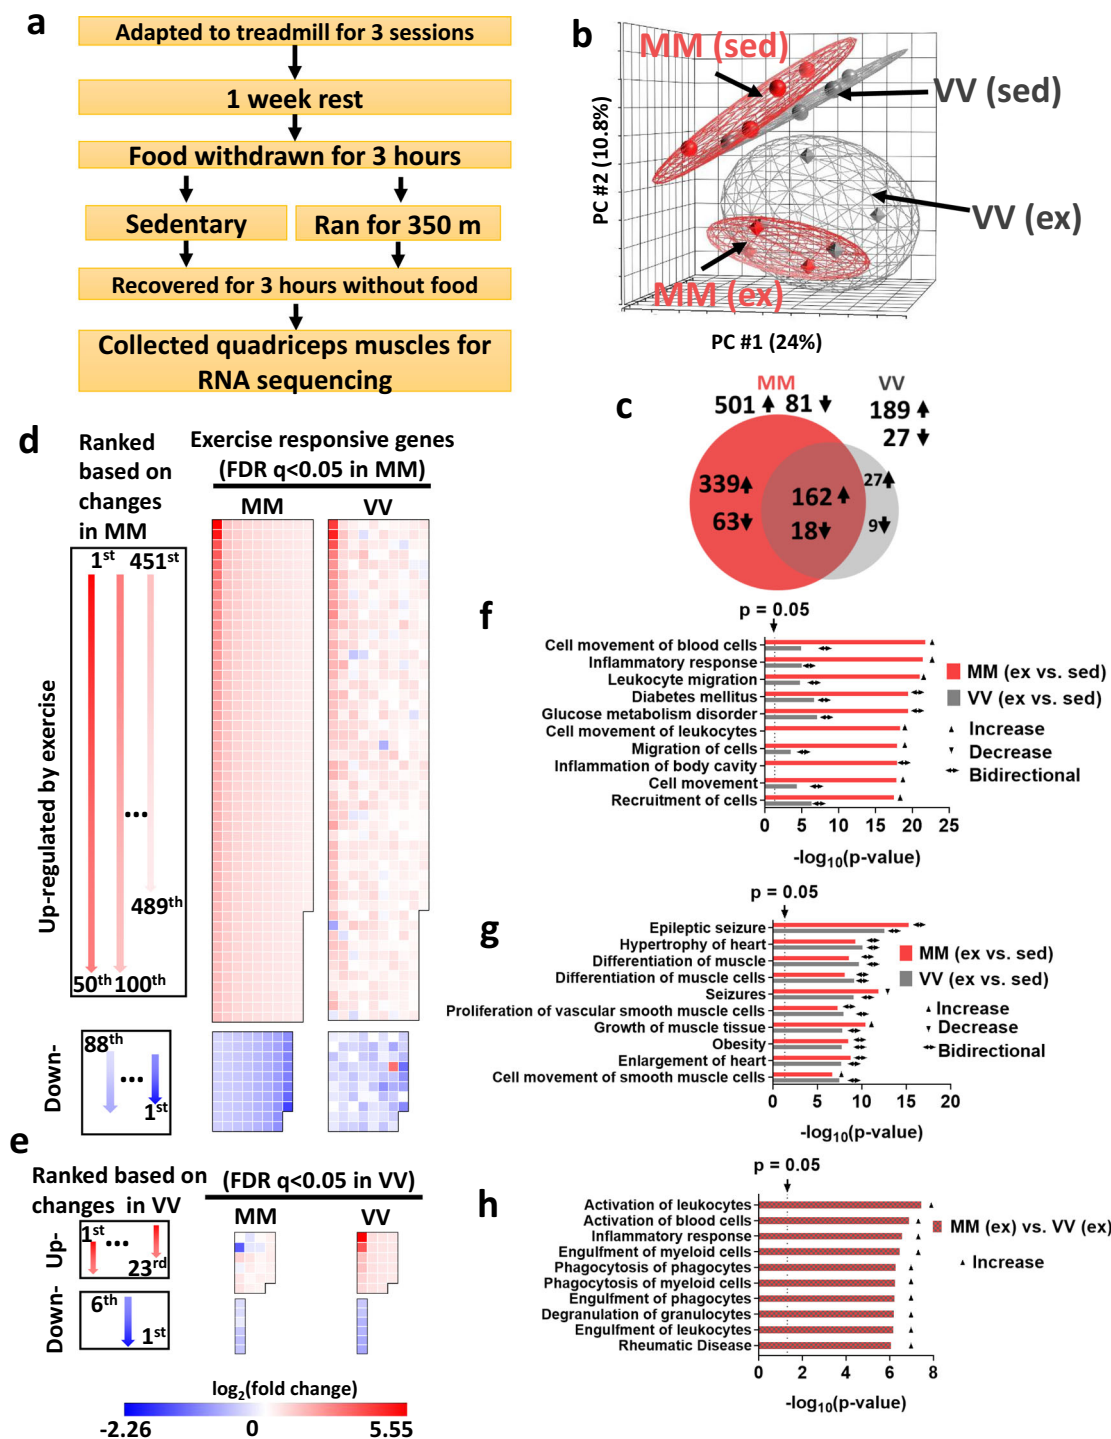 a
Adapted to treadmill for 3 sessions
1 week rest
Food withdrawn for 3 hours
Sedentary
Ran for 350 m
Recovered for 3 hours without food
Collected quadriceps muscles for
RNA sequencing
b
MM (sed)
VV (sed)
VV (ex)
MM (ex)
PC #2 (10.8%)
PC #1 (24%)
c
MM
VV
501 81
189
27
339
63
162
18
27
9
d
Ranked
based on
changes
in MM
Exercise responsive genes
(FDR q<0.05 in MM)
MM
VV
1st 451st
...
489th
50th 100th
Up-regulated by exercise
88th
...
1st
Down-
e
Ranked based on
changes in VV
(FDR q<0.05 in VV)
MM
VV
1st
...
23rd
Up-
6th
1st
Down-
log2(fold change)
-2.26 0 5.55
f
p = 0.05
Cell movement of blood cells
Inflammatory response
Leukocyte migration
Diabetes mellitus
Glucose metabolism disorder
Cell movement of leukocytes
Migration of cells
Inflammation of body cavity
Cell movement
Recruitment of cells
0 5 10 15 20 25
-log10(p-value)
MM (ex vs. sed)
VV (ex vs. sed)
Increase
Decrease
Bidirectional
g
p = 0.05
Epileptic seizure
Hypertrophy of heart
Differentiation of muscle
Differentiation of muscle cells
Seizures
Proliferation of vascular smooth muscle cells
Growth of muscle tissue
Obesity
Enlargement of heart
Cell movement of smooth muscle cells
0 5 10 15 20
-log10(p-value)
MM (ex vs. sed)
VV (ex vs. sed)
Increase
Decrease
Bidirectional
h
p = 0.05
Activation of leukocytes
Activation of blood cells
Inflammatory response
Engulfment of myeloid cells
Phagocytosis of phagocytes
Phagocytosis of myeloid cells
Engulfment of phagocytes
Degranulation of granulocytes
Engulfment of leukocytes
Rheumatic Disease
0 2 4 6 8
-log10(p-value)
MM (ex) vs. VV (ex)
Increase